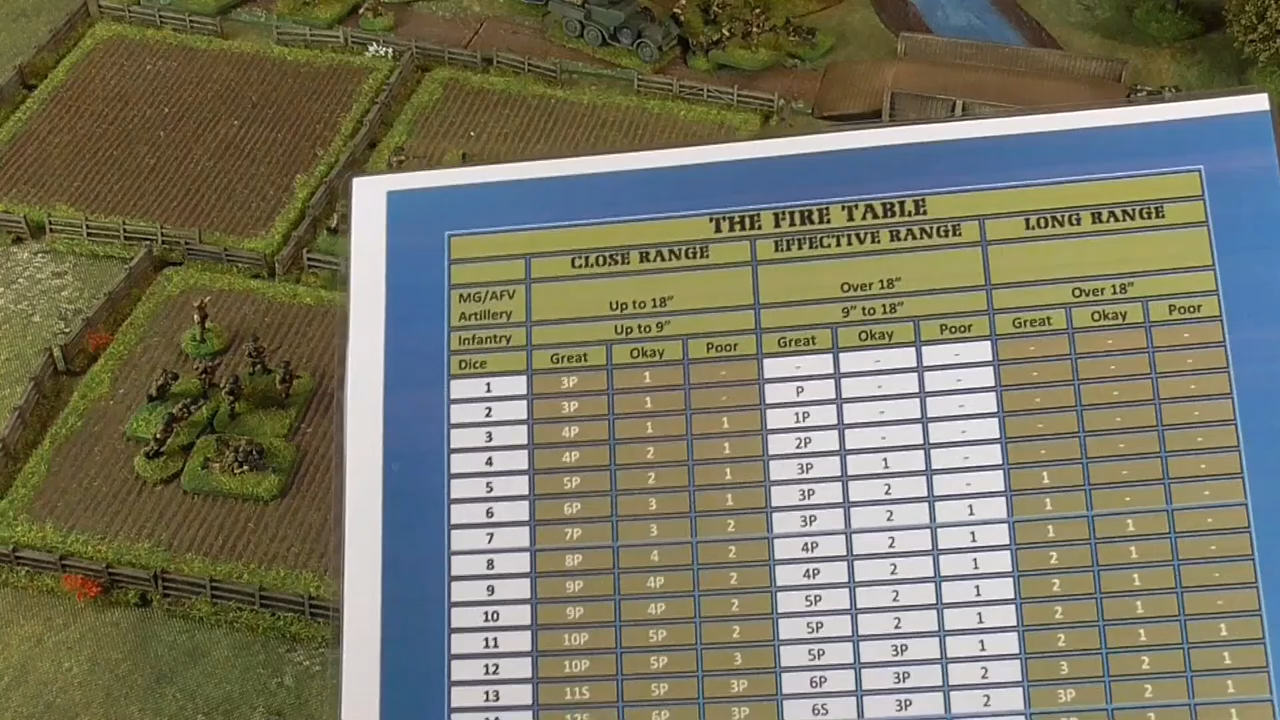 THE FIRE TABLE
CLOSE RANGE EFFECTIVE RANGE LONG RANGE
MG/AFV
Artillery Up to 18" Over 18"
Infantry Up to 9" 9" to 18" Over 18"
Dice Great Okay Poor Great Okay Poor Great Okay Poor
1 3P 1 - - - - - - -
2 3P 1 - P - - - - -
3 4P 1 1 1P - - - - -
4 4P 2 1 2P - - - - -
5 5P 2 1 3P 1 - - - -
6 6P 3 1 3P 2 - 1 - -
7 7P 3 2 3P 2 1 1 - -
8 8P 4 2 4P 2 1 1 1 -
9 9P 4P 2 4P 2 1 2 1 -
10 9P 4P 2 5P 2 1 2 1 -
11 10P 5P 2 5P 2 1 2 1 -
12 10P 5P 3 5P 3P 1 2 1 1
13 11S 5P 3P 6P 3P 2 3 2 1
14 12S 6P 3P 6S 3P 2 3P 2 1